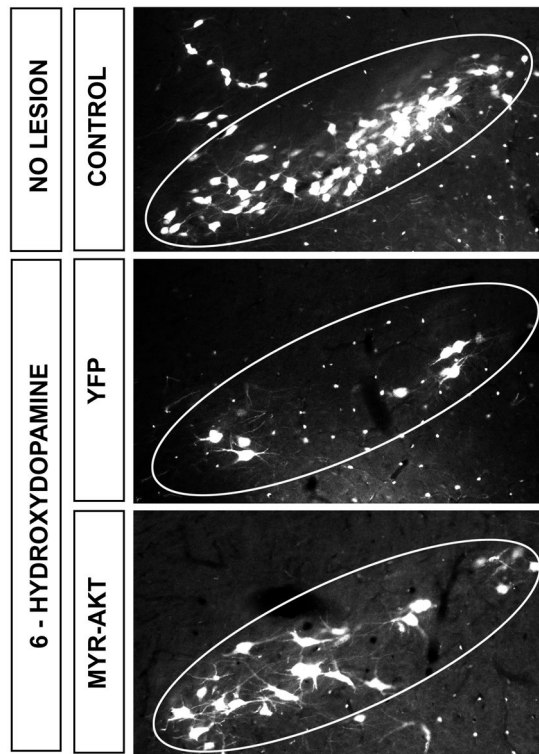 NO LESION
CONTROL
6 - HYDROXYDOPAMINE
YFP
MYR-AKT